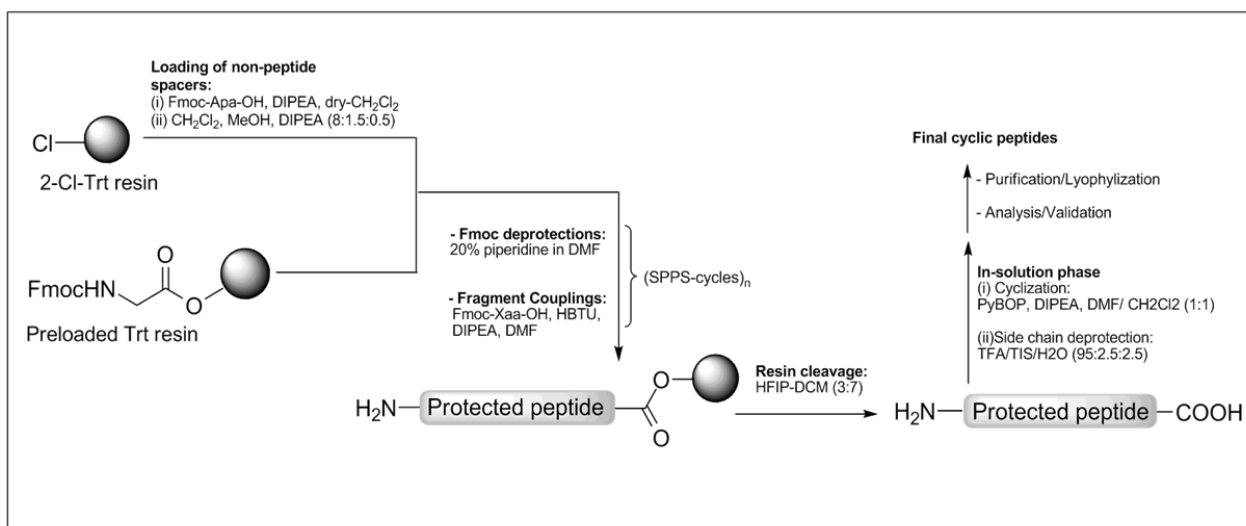 Loading of non-peptide
spacers:
(i) Fmoc-Apa-OH, DIPEA, dry-CH₂Cl₂
(ii) CH₂Cl₂, MeOH, DIPEA (8:1.5:0.5)
Cl
2-Cl-Trt resin
O
FmocHN
O
Preloaded Trt resin
- Fmoc deprotections:
20% piperidine in DMF
- Fragment Couplings:
Fmoc-Xaa-OH, HBTU,
DIPEA, DMF
(SPPS-cycles)ₙ
H₂N
Protected peptide
O
O
Resin cleavage:
HFIP-DCM (3:7)
Final cyclic peptides
- Purification/Lyophylization
- Analysis/Validation
In-solution phase
(i) Cyclization:
PyBOP, DIPEA, DMF/ CH2Cl2 (1:1)
(ii)Side chain deprotection:
TFA/TIS/H2O (95:2.5:2.5)
H₂N
Protected peptide
COOH